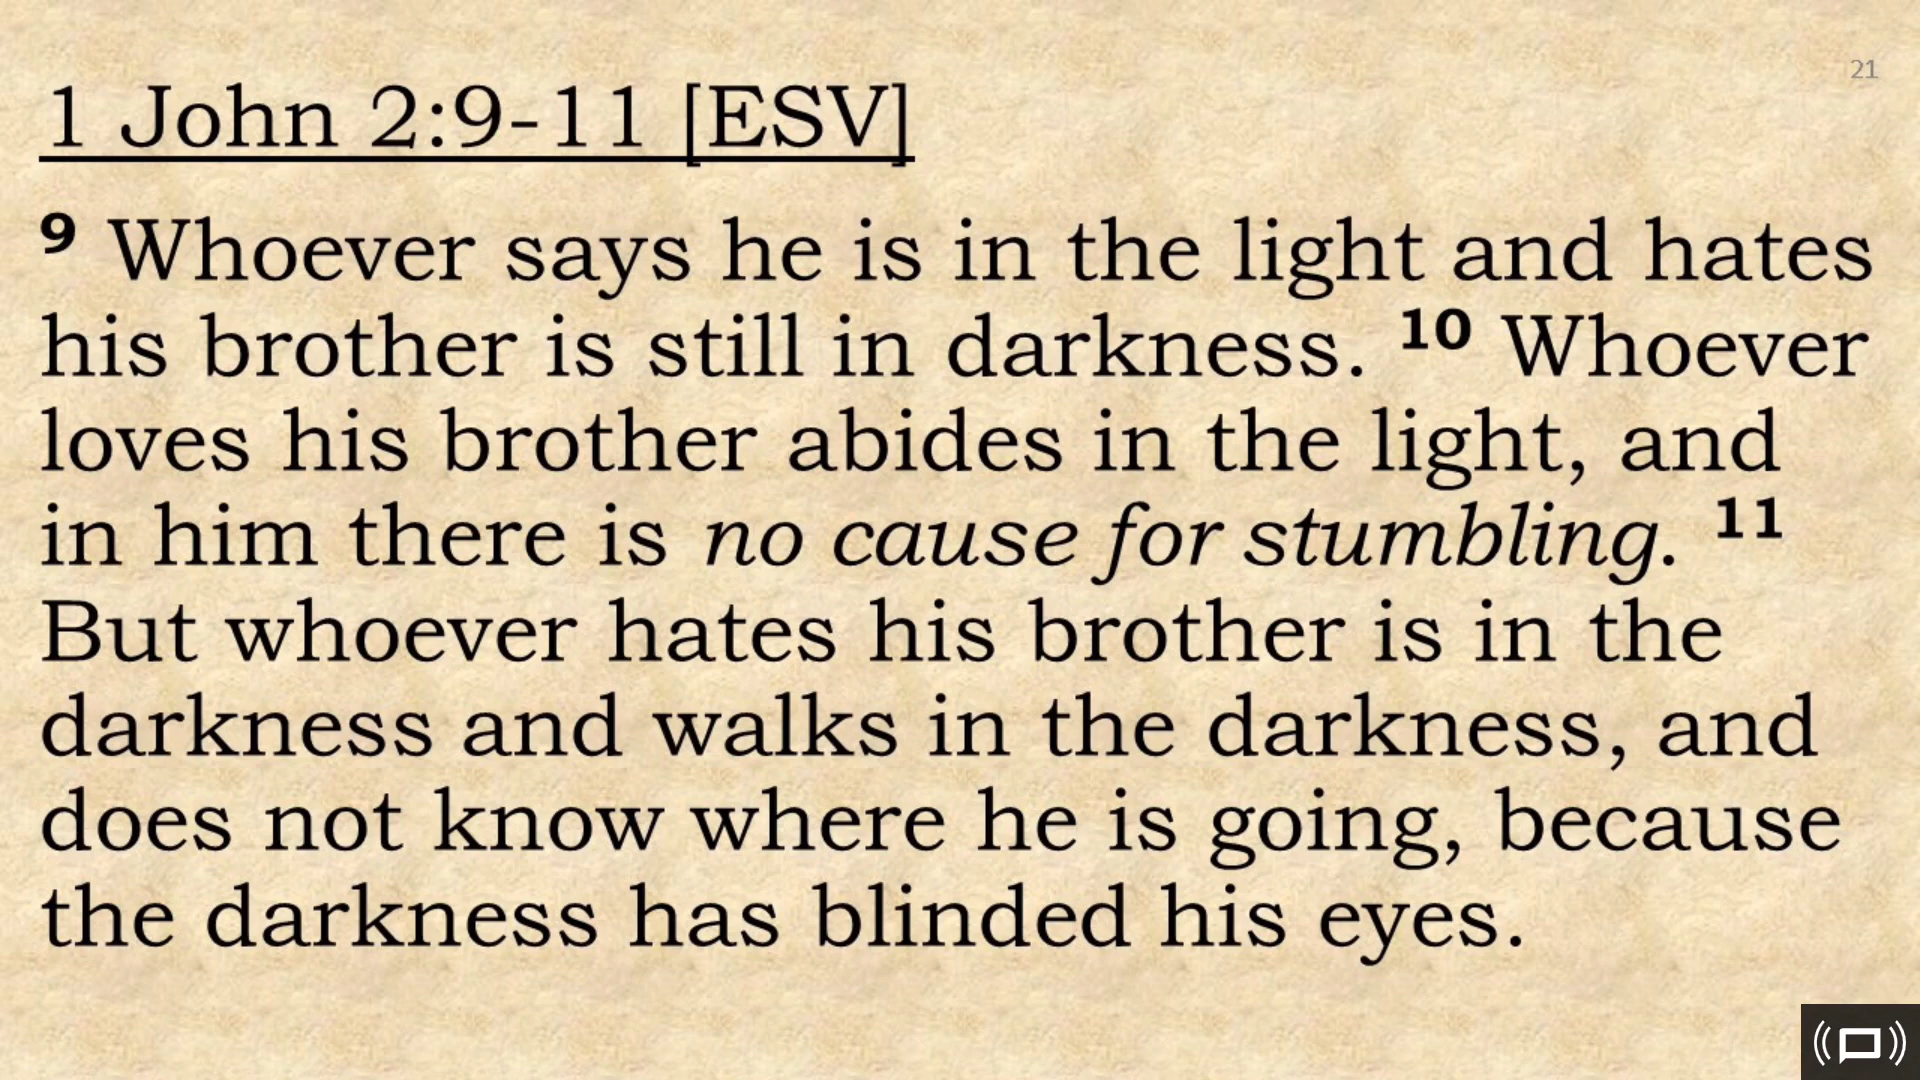 21
1 John 2:9-11 [ESV]
9 Whoever says he is in the light and hates
his brother is still in darkness. 10 Whoever
loves his brother abides in the light, and
in him there is no cause for stumbling. 11
But whoever hates his brother is in the
darkness and walks in the darkness, and
does not know where he is going, because
the darkness has blinded his eyes.